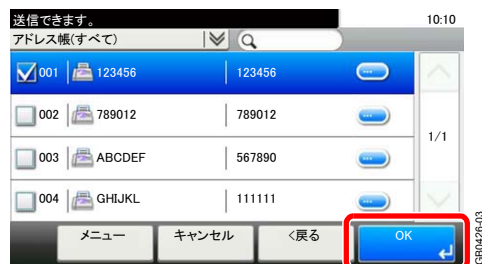 送信できます。 10:10
アドレス帳(すべて)
001 123456 123456
002 789012 789012
003 ABCDEF 567890
004 GHIJKL 111111
1/1
メニュー キャンセル <戻る OK
GB0426-03